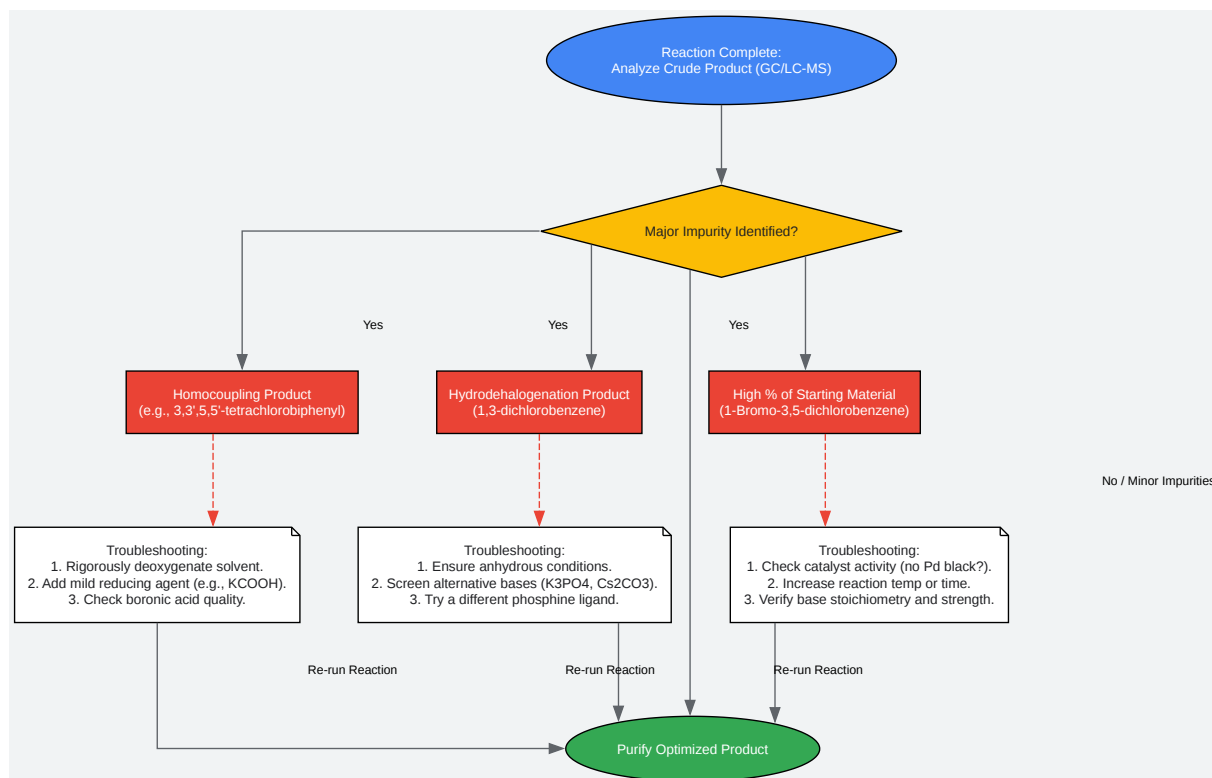 Reaction Complete:
Analyze Crude Product (GC/LC-MS)
Major Impurity Identified?
Yes
Yes
Yes
Homocoupling Product
(e.g., 3,3',5,5'-tetrachlorobiphenyl)
Hydrodehalogenation Product
(1,3-dichlorobenzene)
High % of Starting Material
(1-Bromo-3,5-dichlorobenzene)
No / Minor Impurities
Troubleshooting:
1. Rigorously deoxygenate solvent.
2. Add mild reducing agent (e.g., KCOOH).
3. Check boronic acid quality.
Troubleshooting:
1. Ensure anhydrous conditions.
2. Screen alternative bases (K3PO4, Cs2CO3).
3. Try a different phosphine ligand.
Troubleshooting:
1. Check catalyst activity (no Pd black?).
2. Increase reaction temp or time.
3. Verify base stoichiometry and strength.
Re-run Reaction
Re-run Reaction
Re-run Reaction
Purify Optimized Product